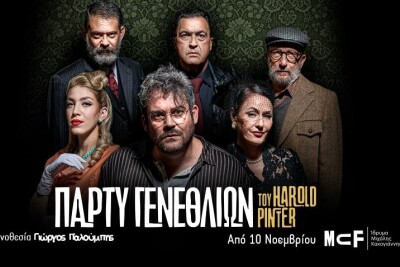 ΠΑΡΤΥ ΓΕΝΕΘΛΙΩΝ ΤΟΥ HAROLD PINTER
νοθεσία Γιώργος Παλούμπης
Από 10 Νοεμβρίου
MCF
Ίδρυμα
Μιχάλης
Κακογιάννης